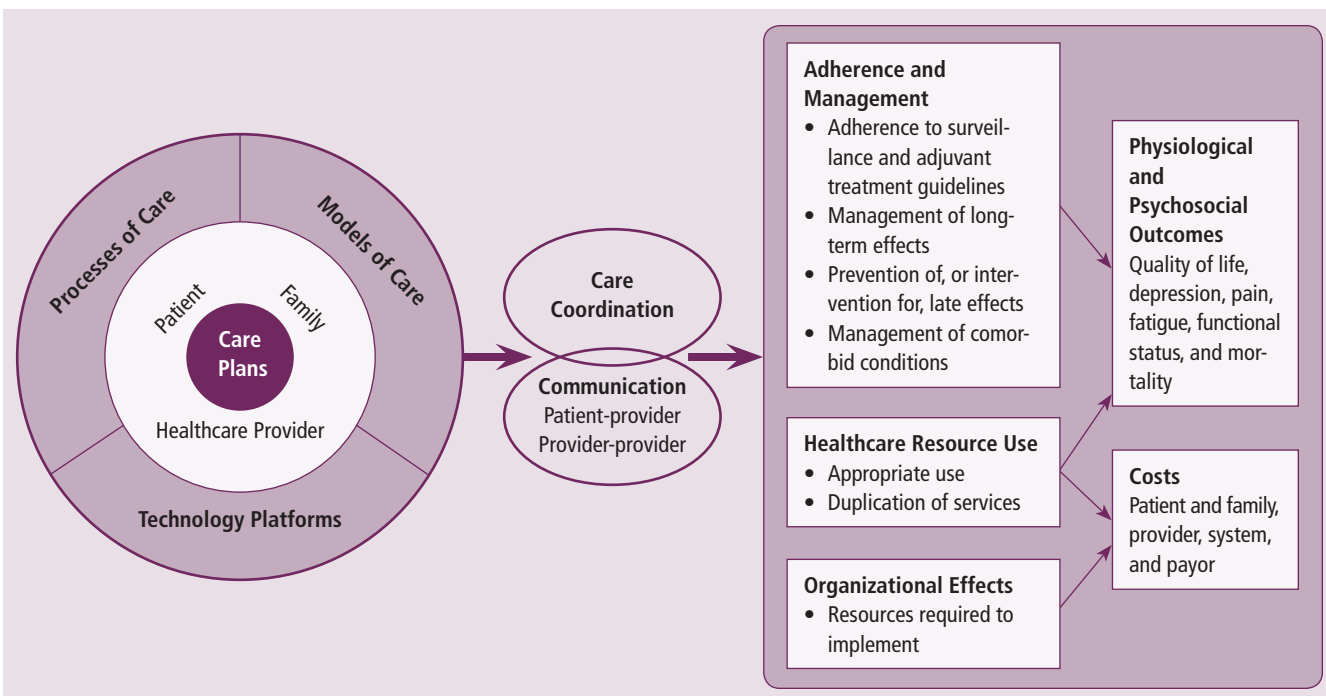 Processes of Care
Models of Care
Patient
Family
Care
Plans
Healthcare Provider
Technology Platforms
Care
Coordination
Communication
Patient-provider
Provider-provider
Adherence and
Management
• Adherence to surveil-
lance and adjuvant
treatment guidelines
• Management of long-
term effects
• Prevention of, or inter-
vention for, late effects
• Management of comor-
bid conditions
Healthcare Resource Use
• Appropriate use
• Duplication of services
Organizational Effects
• Resources required to
implement
Physiological
and
Psychosocial
Outcomes
Quality of life,
depression, pain,
fatigue, functional
status, and mor-
tality
Costs
Patient and family,
provider, system,
and payor